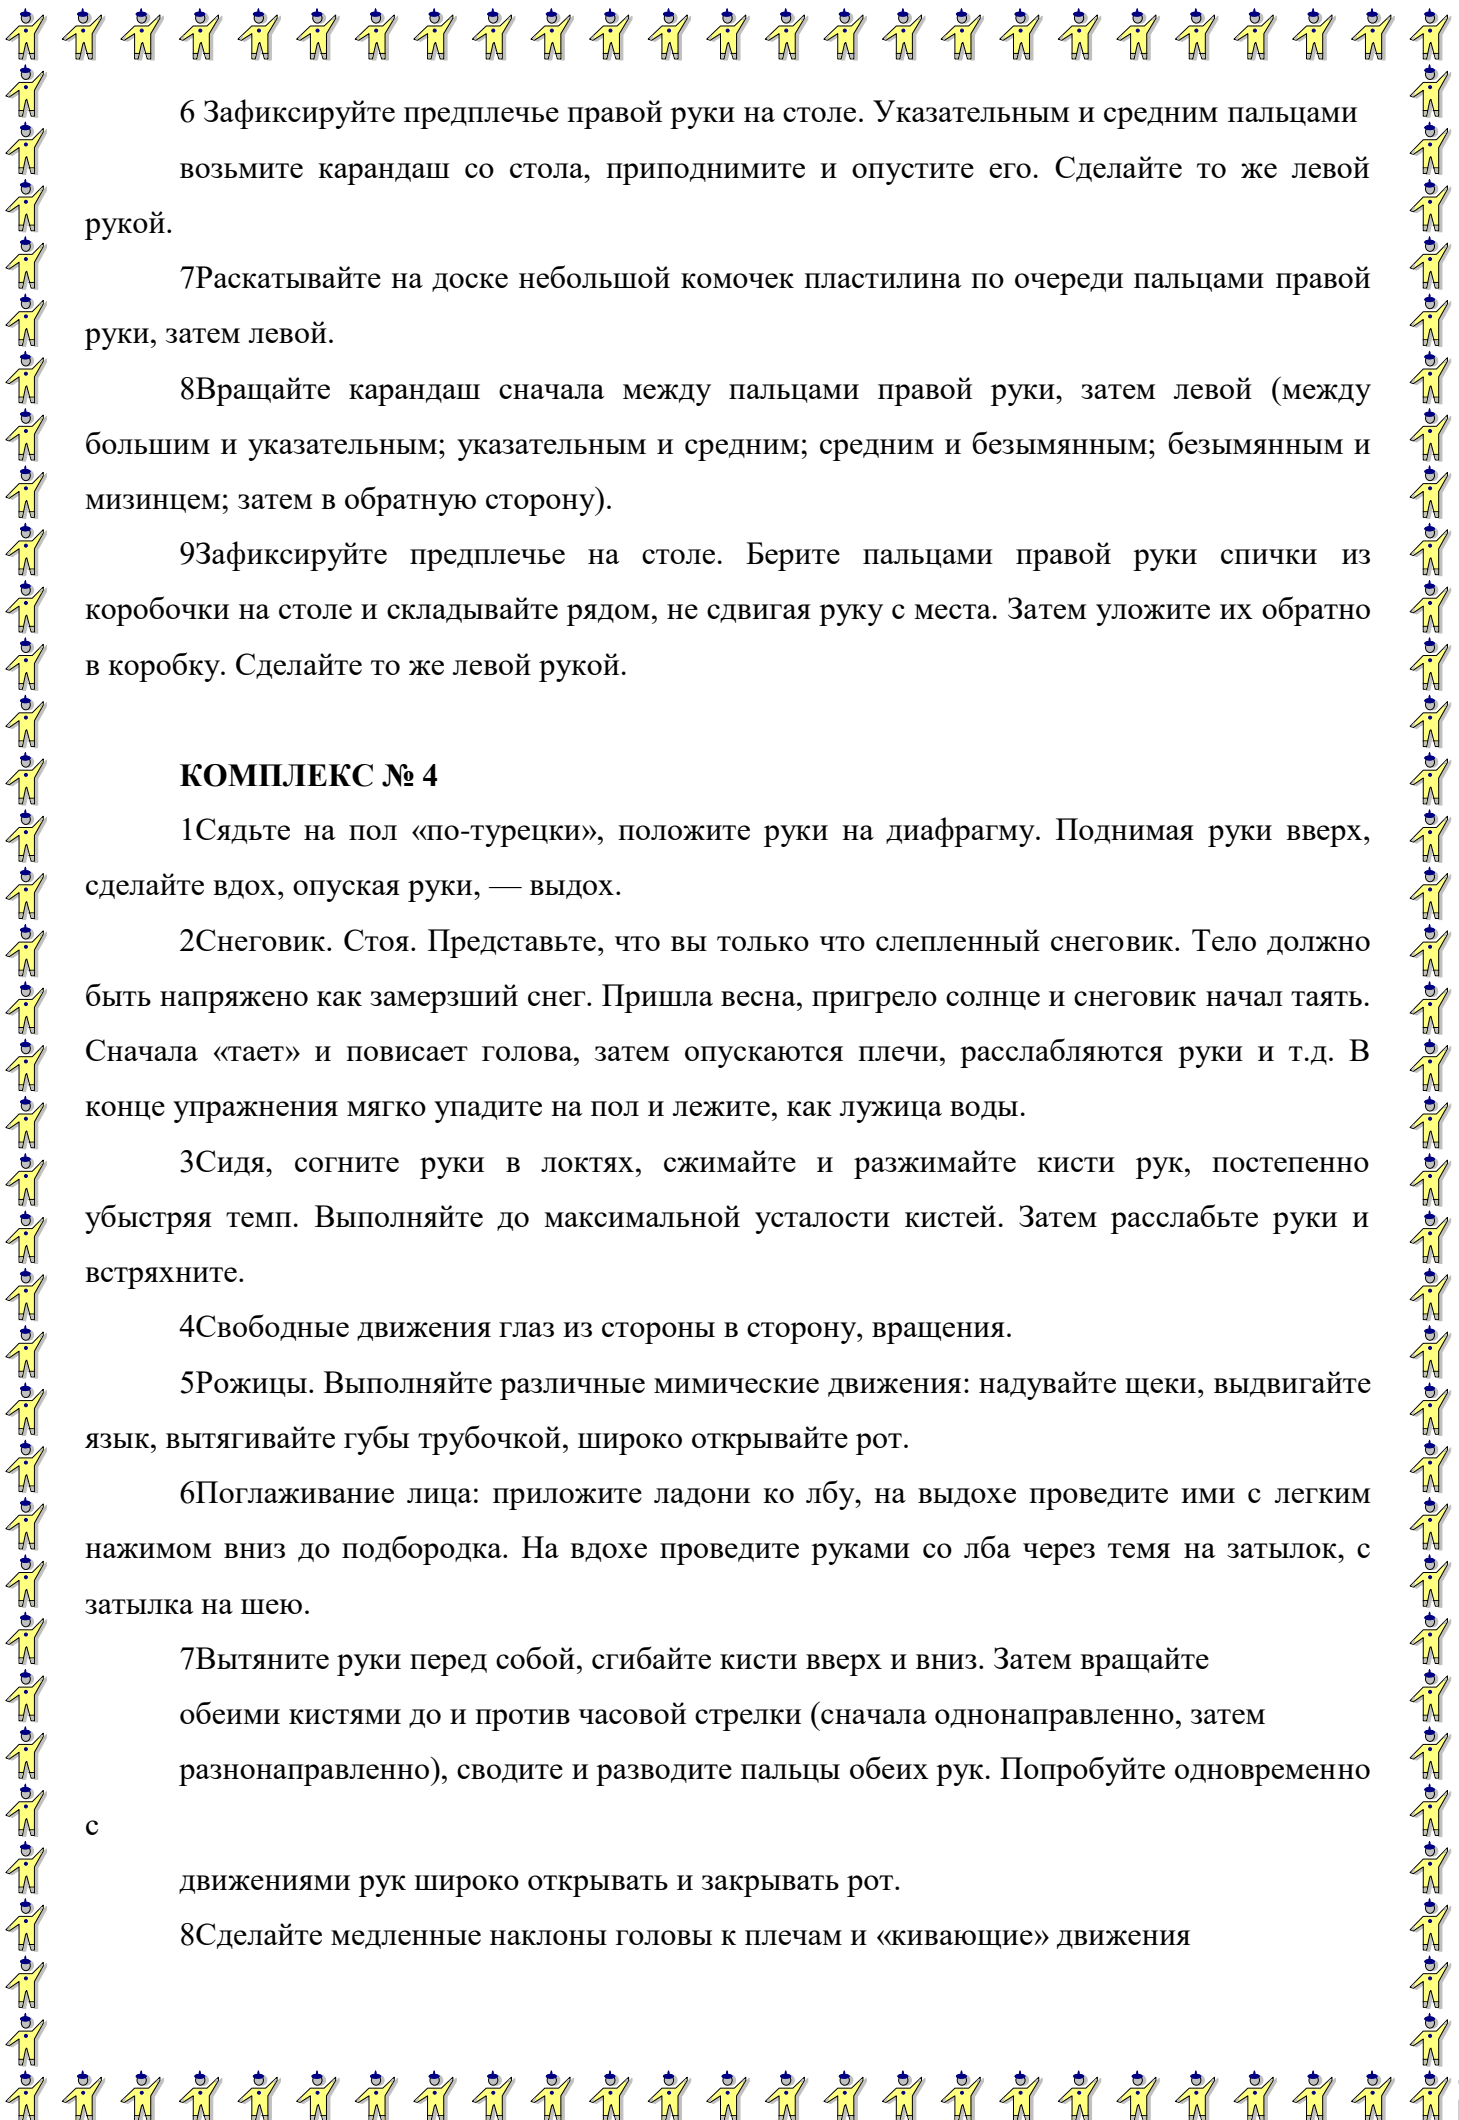 6 Зафиксируйте предплечье правой руки на столе. Указательным и средним пальцами
возьмите карандаш со стола, приподнимите и опустите его. Сделайте то же левой
рукой.
7Раскатывайте на доске небольшой комочек пластилина по очереди пальцами правой
руки, затем левой.
8Вращайте карандаш сначала между пальцами правой руки, затем левой (между
большим и указательным; указательным и средним; средним и безымянным; безымянным и
мизинцем; затем в обратную сторону).
9Зафиксируйте предплечье на столе. Берите пальцами правой руки спички из
коробочки на столе и складывайте рядом, не сдвигая руку с места. Затем уложите их обратно
в коробку. Сделайте то же левой рукой.
КОМПЛЕКС № 4
1Сядьте на пол «по-турецки», положите руки на диафрагму. Поднимая руки вверх,
сделайте вдох, опуская руки, — выдох.
2Снеговик. Стоя. Представьте, что вы только что слепленный снеговик. Тело должно
быть напряжено как замерзший снег. Пришла весна, пригрело солнце и снеговик начал таять.
Сначала «тает» и повисает голова, затем опускаются плечи, расслабляются руки и т.д. В
конце упражнения мягко упадите на пол и лежите, как лужица воды.
3Сидя, согните руки в локтях, сжимайте и разжимайте кисти рук, постепенно
убыстряя темп. Выполняйте до максимальной усталости кистей. Затем расслабьте руки и
встряхните.
4Свободные движения глаз из стороны в сторону, вращения.
5Рожицы. Выполняйте различные мимические движения: надувайте щеки, выдвигайте
язык, вытягивайте губы трубочкой, широко открывайте рот.
6Поглаживание лица: приложите ладони ко лбу, на выдохе проведите ими с легким
нажимом вниз до подбородка. На вдохе проведите руками со лба через темя на затылок, с
затылка на шею.
7Вытяните руки перед собой, сгибайте кисти вверх и вниз. Затем вращайте
обеими кистями до и против часовой стрелки (сначала однонаправленно, затем
разнонаправленно), сводите и разводите пальцы обеих рук. Попробуйте одновременно
с
движениями рук широко открывать и закрывать рот.
8Сделайте медленные наклоны головы к плечам и «кивающие» движения